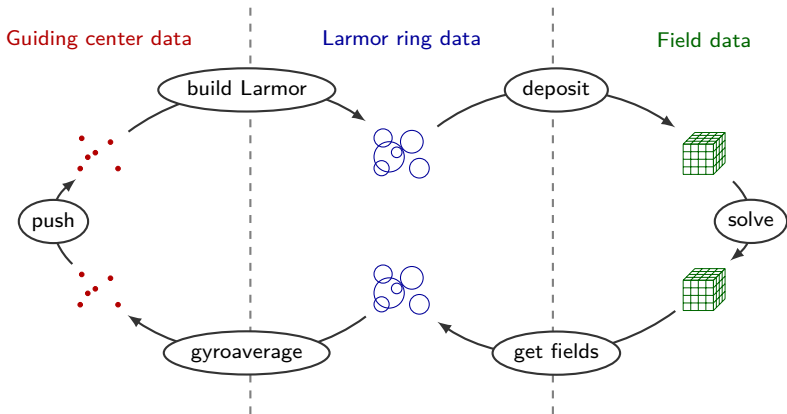 Guiding center data
Larmor ring data
Field data
build Larmor
deposit
push
solve
gyroaverage
get fields